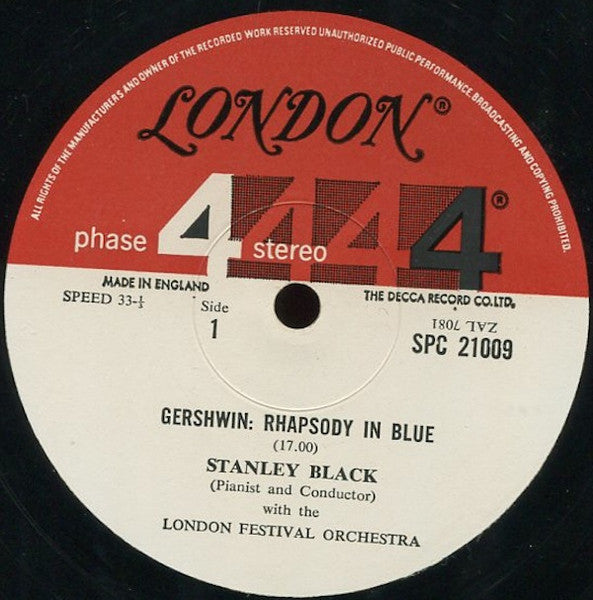 ALL RIGHTS OF THE MANUFACTURERS AND OWNER OF THE RECORDED WORK RESERVED UNAUTHORIZED PUBLIC PERFORMANCE, BROADCASTING AND COPYING PROHIBITED.
LONDON®
phase 4 stereo 4 4 4®
MADE IN ENGLAND
THE DECCA RECORD CO. LTD.
SPEED 33-⅓
Side
1
ZAL 7081
SPC 21009
GERSHWIN: RHAPSODY IN BLUE
(17.00)
STANLEY BLACK
(Pianist and Conductor)
with the
LONDON FESTIVAL ORCHESTRA